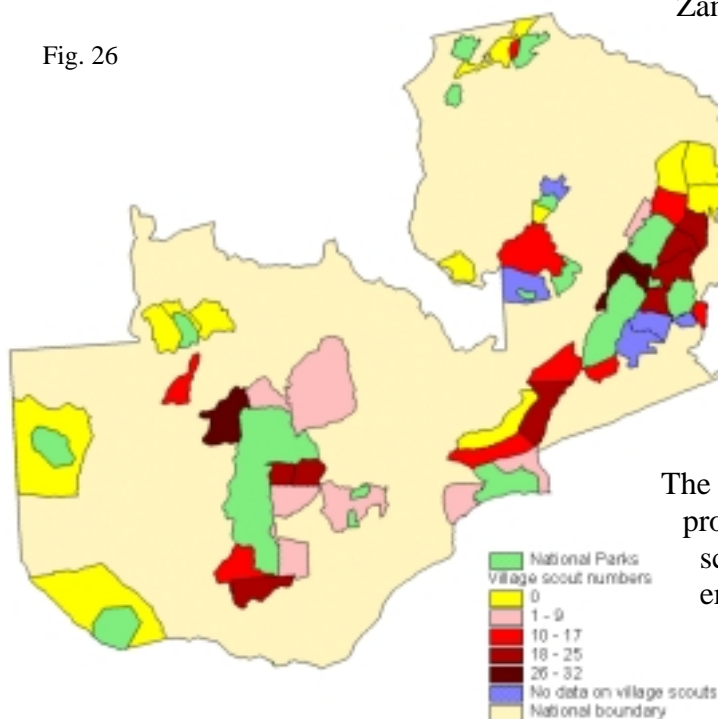 Zam
Fig. 26
The
pro
sc
en
National Parks
Village scout numbers
0
1 - 9
10 - 17
18 - 25
26 - 32
No data on village scouts
National boundary